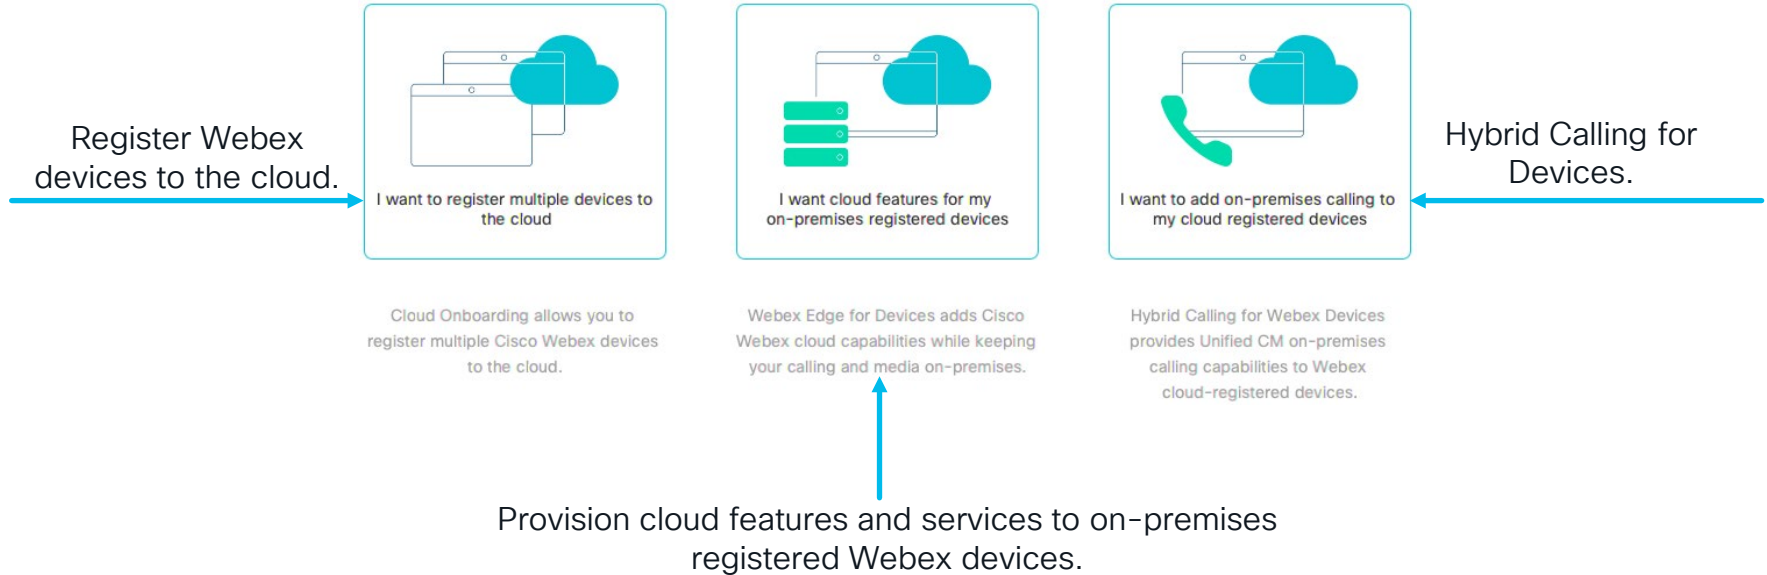 Register Webex
devices to the cloud.
I want to register multiple devices to
the cloud
I want cloud features for my
on-premises registered devices
I want to add on-premises calling to
my cloud registered devices
Hybrid Calling for
Devices.
Cloud Onboarding allows you to
register multiple Cisco Webex devices
to the cloud.
Webex Edge for Devices adds Cisco
Webex cloud capabilities while keeping
your calling and media on-premises.
Hybrid Calling for Webex Devices
provides Unified CM on-premises
calling capabilities to Webex
cloud-registered devices.
Provision cloud features and services to on-premises
registered Webex devices.